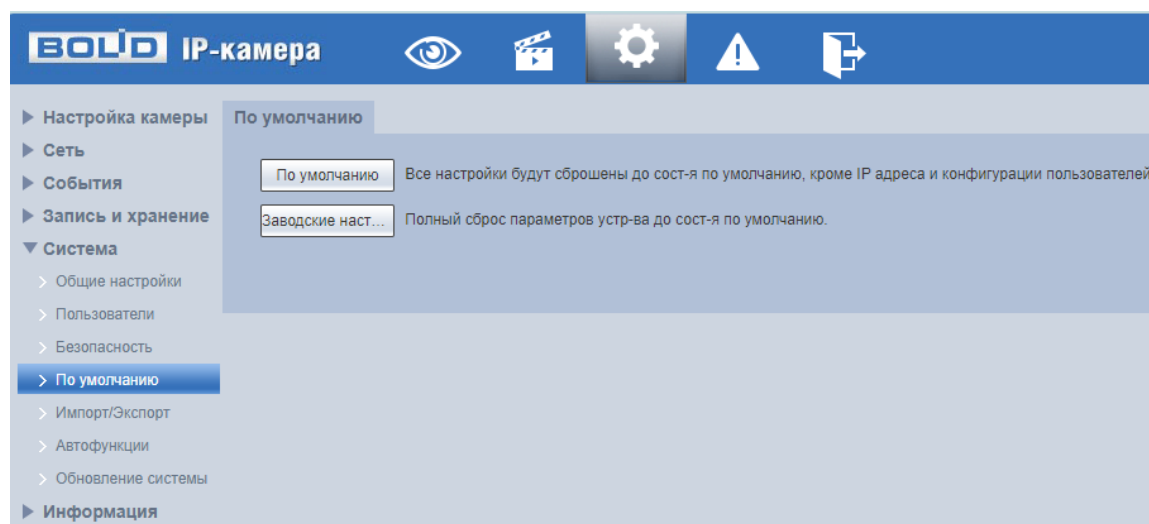 BOLID IP-камера
Настройка камеры
Сеть
События
Запись и хранение
Система
Общие настройки
Пользователи
Безопасность
По умолчанию
Импорт/Экспорт
Автофункции
Обновление системы
Информация
По умолчанию
По умолчанию Все настройки будут сброшены до сост-я по умолчанию, кроме IP адреса и конфигурации пользователей
Заводские наст... Полный сброс параметров устр-ва до сост-я по умолчанию.